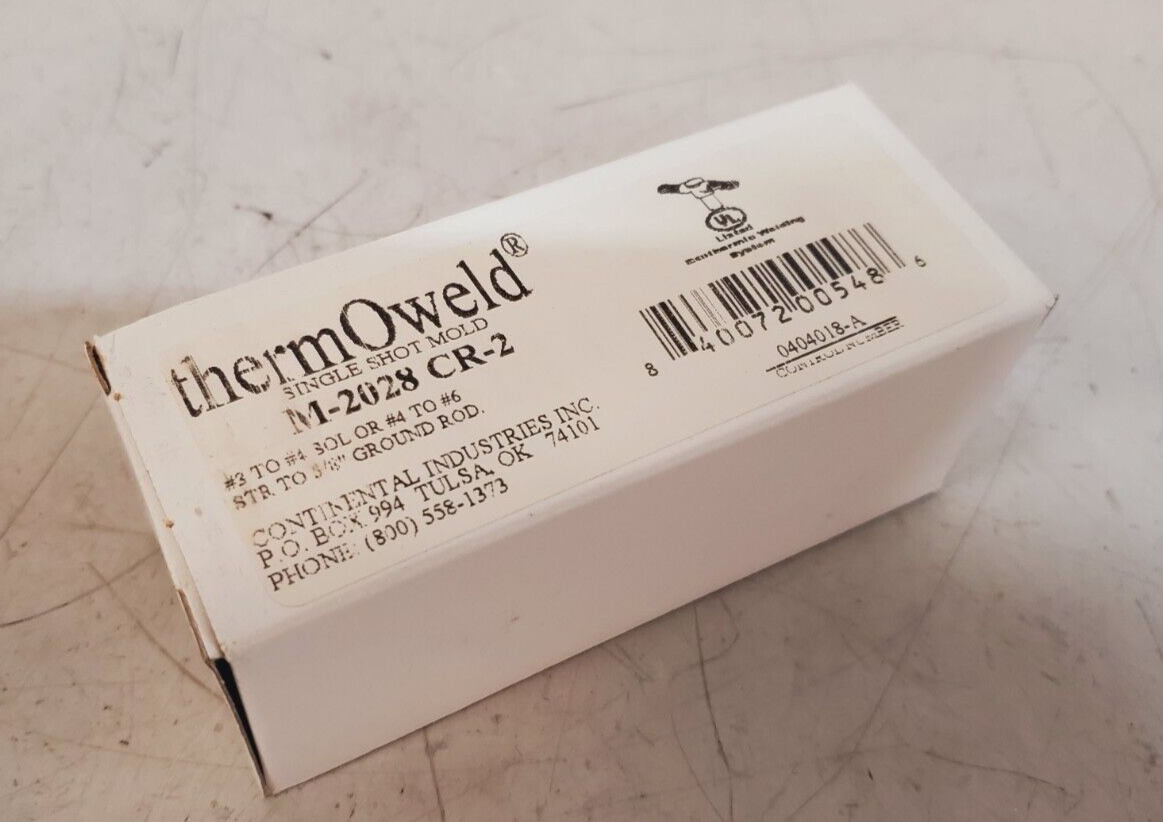 thermOweld®
SINGLE SHOT MOLD
M-2028 CR-2
#3 TO #4 SOL OR #4 TO #6
STR TO 5/8" GROUND ROD.
CONTINENTAL INDUSTRIES INC.
P.O. BOX 994 TULSA, OK 74101
PHONE: (800) 558-1373
UL
Listed
Exothermic Welding
System
8 40072 00548 6
0404018-A
CONTROL NUMBER